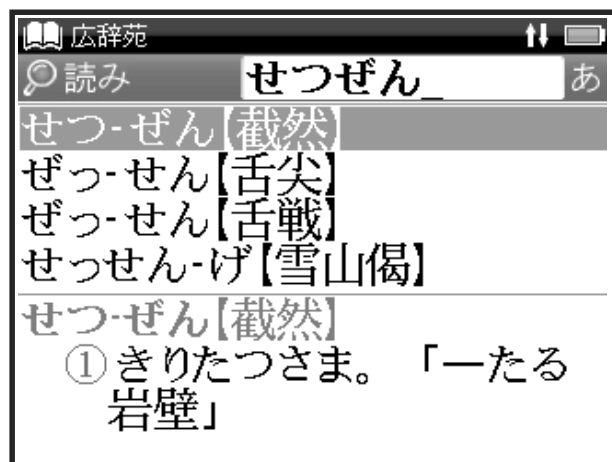 広辞苑
読み せつぜん_ あ
せつ‐ぜん【截然】
ぜっ‐せん【舌尖】
ぜっ‐せん【舌戦】
せっせん‐げ【雪山偈】
せつ‐ぜん【截然】
①きりたつさま。「―たる
岩壁」